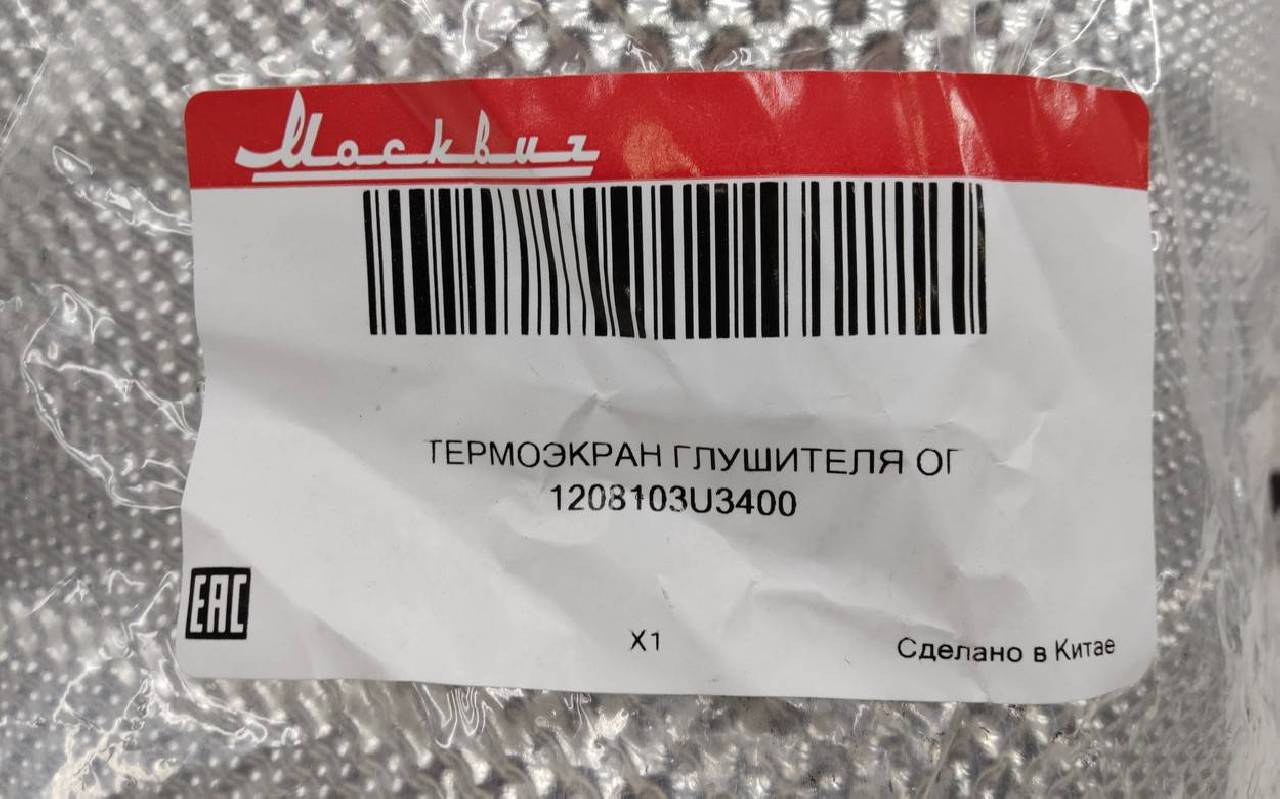 Москвич
ТЕРМОЭКРАН ГЛУШИТЕЛЯ ОГ
1208103U3400
EAC
X1
Сделано в Китае